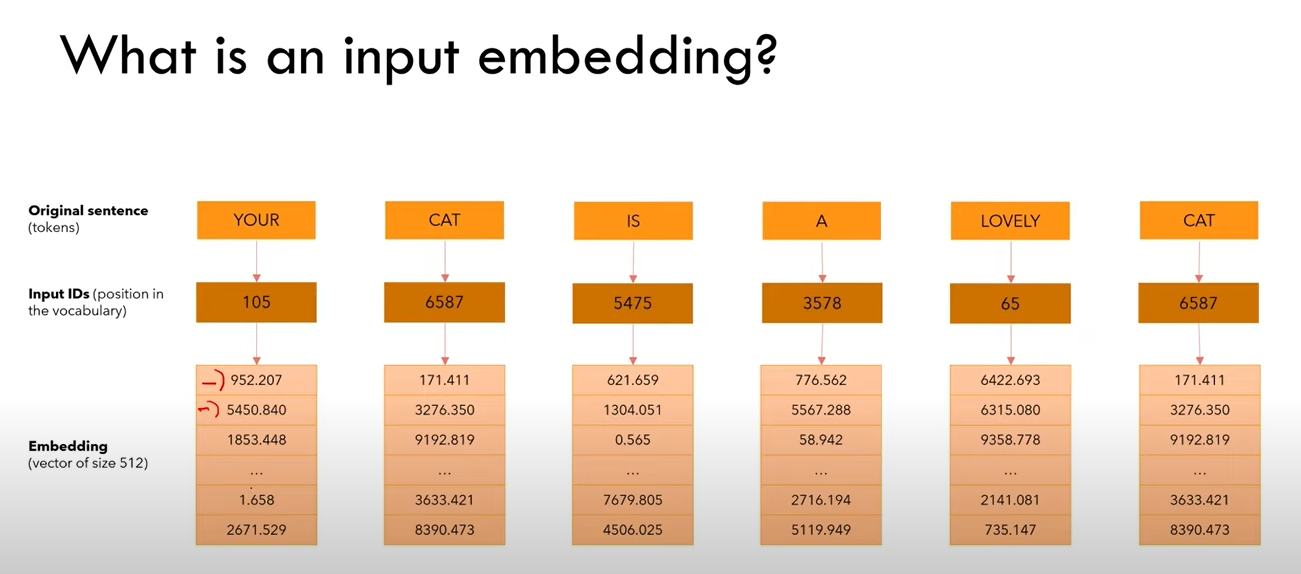 What is an input embedding?
Original sentence
(tokens)
YOUR CAT IS A LOVELY CAT
Input IDs (position in
the vocabulary)
105 6587 5475 3578 65 6587
Embedding
(vector of size 512)
952.207 171.411 621.659 776.562 6422.693 171.411
5450.840 3276.350 1304.051 5567.288 6315.080 3276.350
1853.448 9192.819 0.565 58.942 9358.778 9192.819
... ... ... ... ... ...
1.658 3633.421 7679.805 2716.194 2141.081 3633.421
2671.529 8390.473 4506.025 5119.949 735.147 8390.473